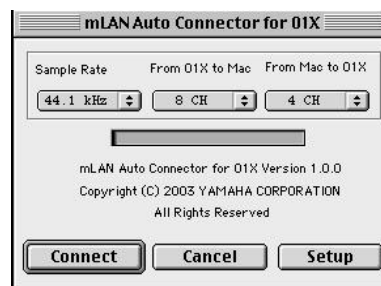 mLAN Auto Connector for 01X
Sample Rate From 01X to Mac From Mac to 01X
44.1 kHz 8 CH 4 CH
mLAN Auto Connector for 01X Version 1.0.0
Copyright (C) 2003 YAMAHA CORPORATION
All Rights Reserved
Connect Cancel Setup